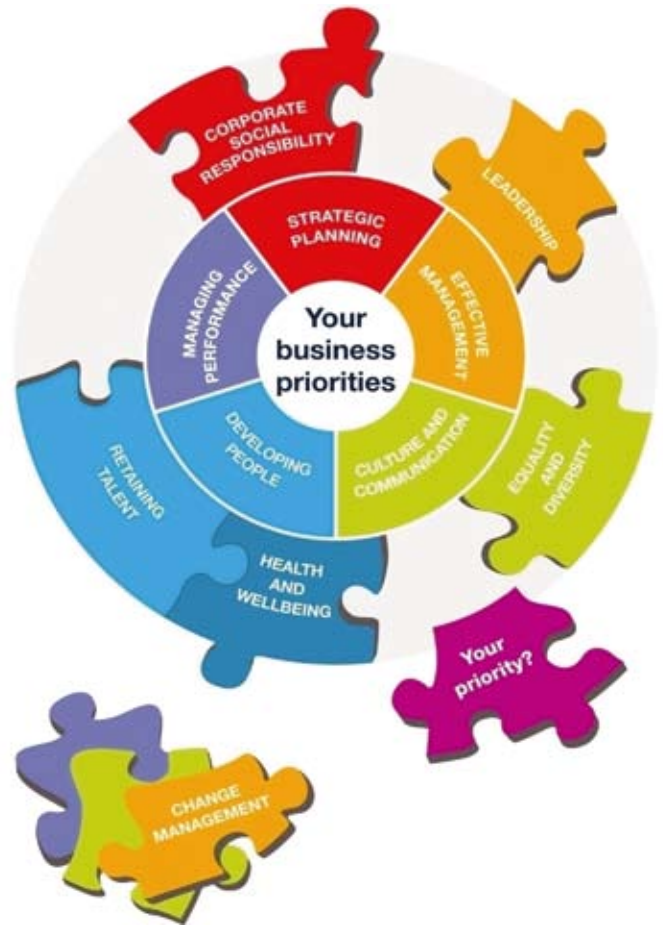 CORPORATE
SOCIAL
RESPONSIBILITY
LEADERSHIP
STRATEGIC
PLANNING
MANAGING
PERFORMANCE
EFFECTIVE
MANAGEMENT
Your
business
priorities
DEVELOPING
PEOPLE
CULTURE AND
COMMUNICATION
EQUALITY
AND
DIVERSITY
RETAINING
TALENT
HEALTH
AND
WELLBEING
Your
priority?
CHANGE
MANAGEMENT